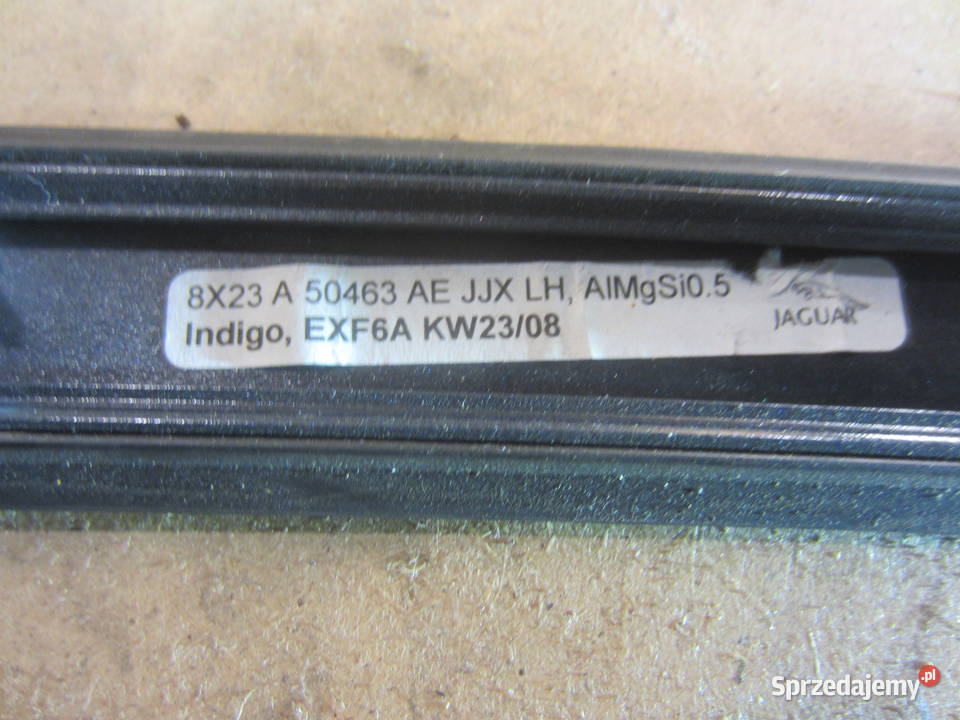 8X23 A 50463 AE JJX LH, AlMgSi0.5
Indigo, EXF6A KW23/08
JAGUAR
Sprzedajemy.pl